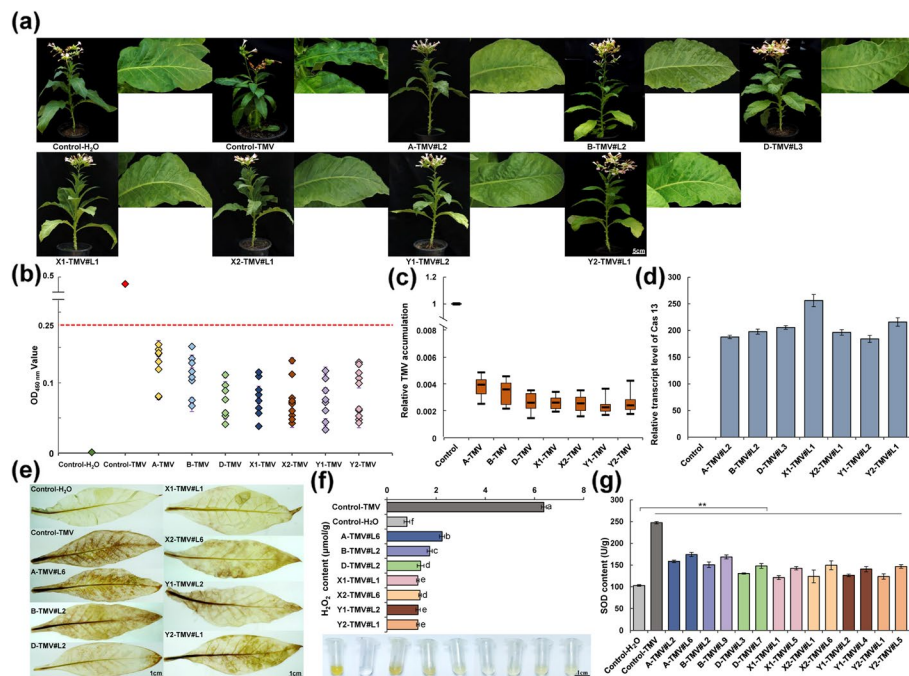 (a)
Control-H₂O
Control-TMV
A-TMV#L2
B-TMV#L2
D-TMV#L3
X1-TMV#L1
X2-TMV#L1
Y1-TMV#L2
Y2-TMV#L1
5cm
(b)
OD450 nm Value
0.5
0.25
0.1
0
Control-H₂O
Control-TMV
A-TMV
B-TMV
D-TMV
X1-TMV
X2-TMV
Y1-TMV
Y2-TMV
(c)
Relative TMV accumulation
1.2
1
0.008
0.006
0.004
0.002
0
Control
A-TMV
B-TMV
D-TMV
X1-TMV
X2-TMV
Y1-TMV
Y2-TMV
(d)
Relative transcript level of Cas 13
300
250
200
150
100
50
0
Control
A-TMV#L2
B-TMV#L2
D-TMV#L3
X1-TMV#L1
X2-TMV#L1
Y1-TMV#L2
Y2-TMV#L1
(e)
Control-H₂O
Control-TMV
A-TMV#L6
B-TMV#L2
D-TMV#L2
1cm
X1-TMV#L1
X2-TMV#L6
Y1-TMV#L2
Y2-TMV#L1
1cm
(f)
0 2 4 6 8
H₂O₂ content (μmol/g)
Control-TMV a
Control-H₂O f
A-TMV#L6 b
B-TMV#L2 c
D-TMV#L2 d
X1-TMV#L1 e
X2-TMV#L6 d
Y1-TMV#L2 e
Y2-TMV#L1 e
1cm
(g)
SOD content (U/g)
300
250
200
150
100
50
0
**
Control-H₂O
Control-TMV
A-TMV#L2
A-TMV#L6
B-TMV#L2
B-TMV#L9
D-TMV#L3
D-TMV#L7
X1-TMV#L1
X1-TMV#L5
X2-TMV#L1
X2-TMV#L6
Y1-TMV#L2
Y1-TMV#L4
Y2-TMV#L1
Y2-TMV#L5